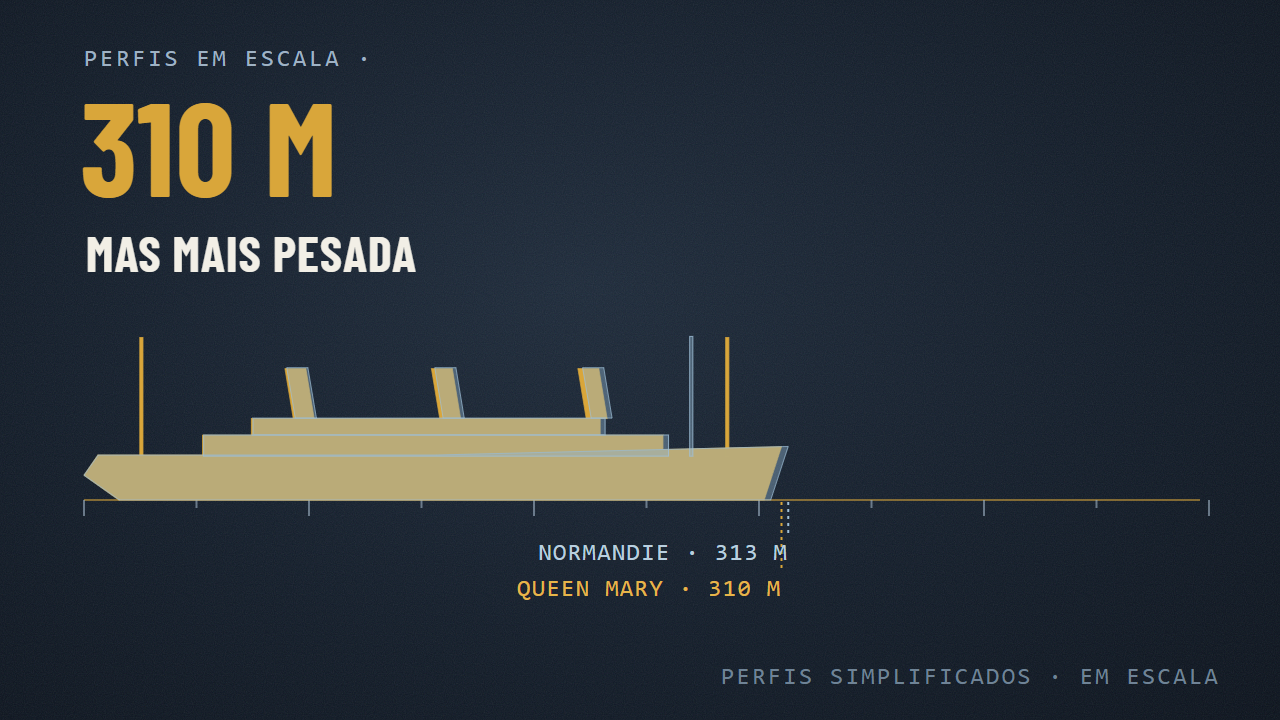 PERFIS EM ESCALA ·
310 M
MAS MAIS PESADA
NORMANDIE · 313 M
QUEEN MARY · 310 M
PERFIS SIMPLIFICADOS · EM ESCALA